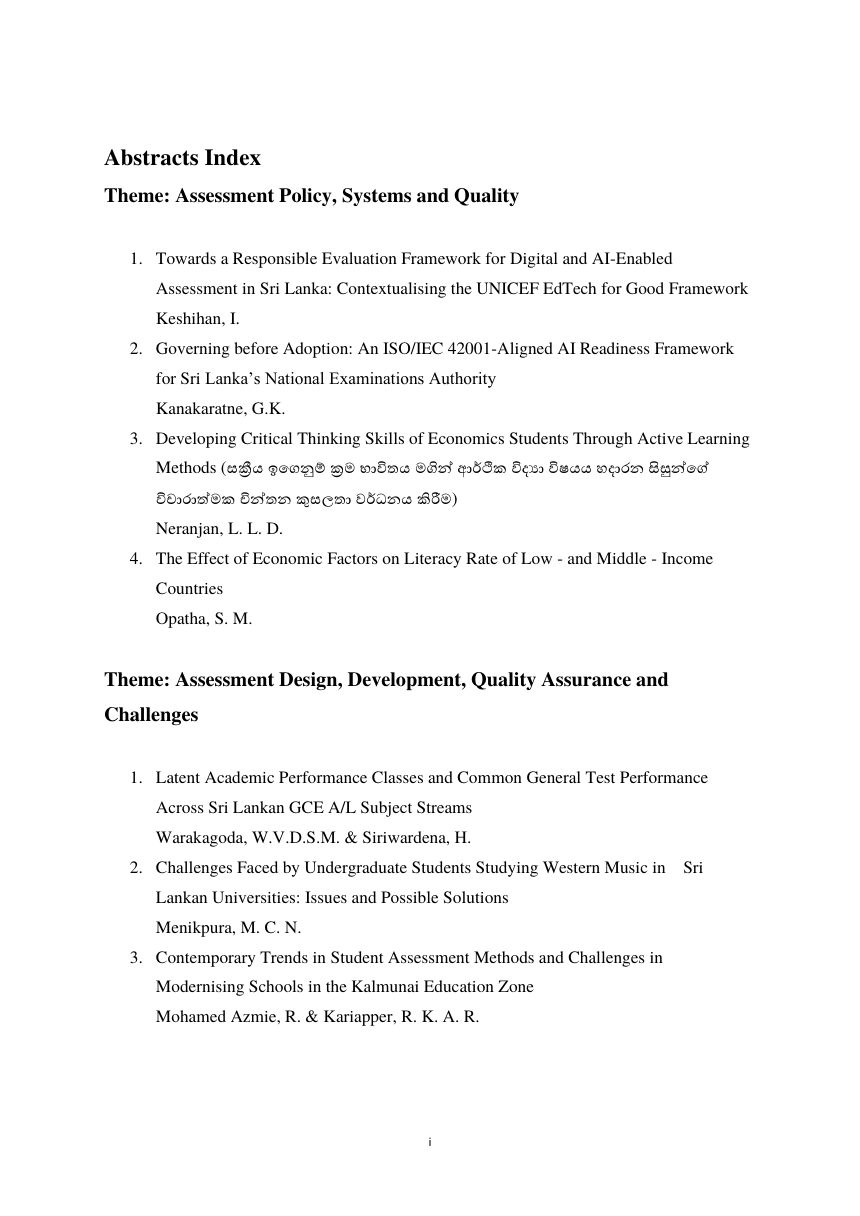 Abstracts Index
Theme: Assessment Policy, Systems and Quality
1. Towards a Responsible Evaluation Framework for Digital and AI-Enabled
Assessment in Sri Lanka: Contextualising the UNICEF EdTech for Good Framework
Keshihan, I.
2. Governing before Adoption: An ISO/IEC 42001-Aligned AI Readiness Framework
for Sri Lanka’s National Examinations Authority
Kanakaratne, G.K.
3. Developing Critical Thinking Skills of Economics Students Through Active Learning
Methods (සක්‍රීය ඉගෙනුම් ක්‍රම භාවිතය මගින් ආර්ථික විද්‍යා විෂයය හදාරන සිසුන්ගේ
විචාරාත්මක චින්තන කුසලතා වර්ධනය කිරීම)
Neranjan, L. L. D.
4. The Effect of Economic Factors on Literacy Rate of Low - and Middle - Income
Countries
Opatha, S. M.
Theme: Assessment Design, Development, Quality Assurance and
Challenges
1. Latent Academic Performance Classes and Common General Test Performance
Across Sri Lankan GCE A/L Subject Streams
Warakagoda, W.V.D.S.M. & Siriwardena, H.
2. Challenges Faced by Undergraduate Students Studying Western Music in Sri
Lankan Universities: Issues and Possible Solutions
Menikpura, M. C. N.
3. Contemporary Trends in Student Assessment Methods and Challenges in
Modernising Schools in the Kalmunai Education Zone
Mohamed Azmie, R. & Kariapper, R. K. A. R.
i